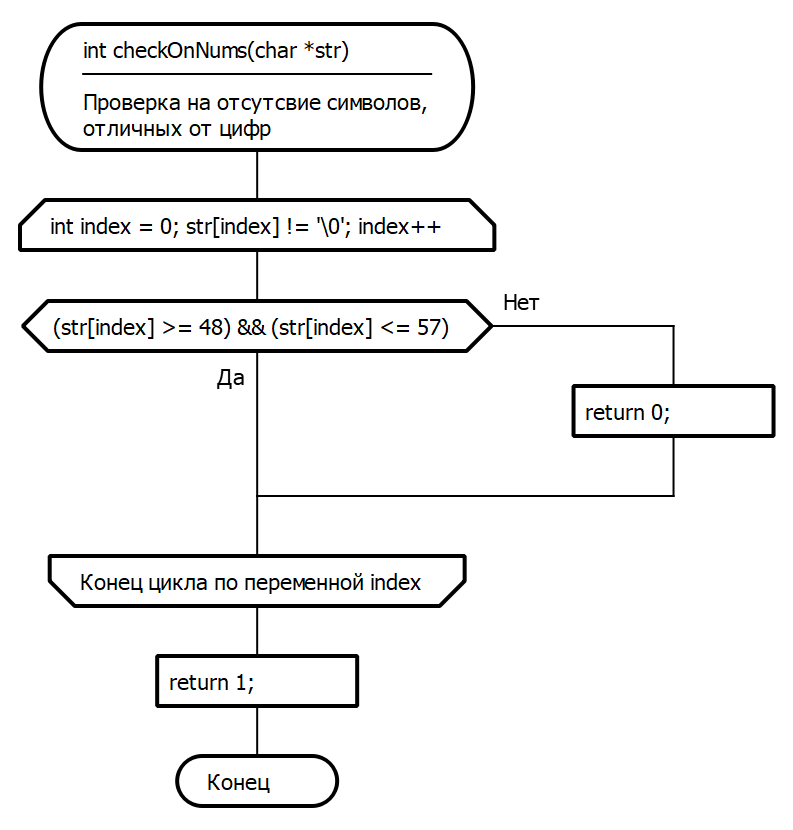 int checkOnNums(char *str)
Проверка на отсутсвие символов,
отличных от цифр
int index = 0; str[index] != '\0'; index++
Нет
(str[index] >= 48) && (str[index] <= 57)
Да
return 0;
Конец цикла по переменной index
return 1;
Конец